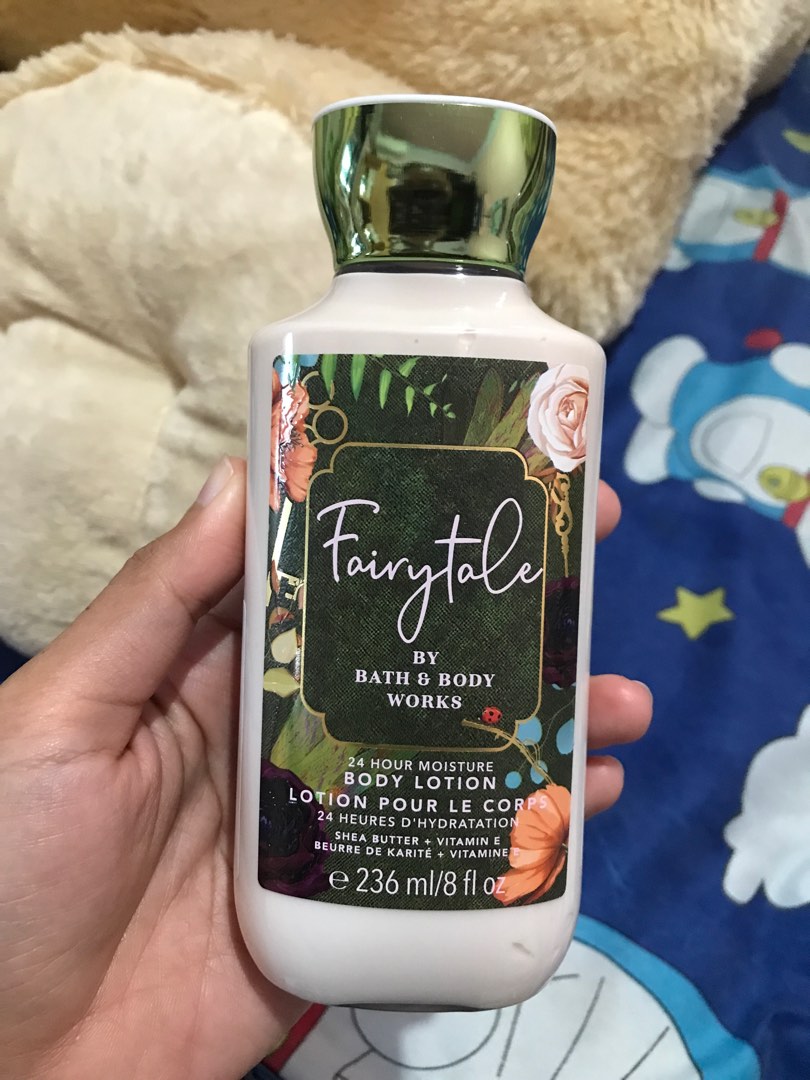 Fairytale
BY
BATH & BODY
WORKS
24 HOUR MOISTURE
BODY LOTION
LOTION POUR LE CORPS
24 HEURES D'HYDRATATION
SHEA BUTTER + VITAMIN E
BEURRE DE KARITÉ + VITAMINE E
℮ 236 ml/8 fl oz